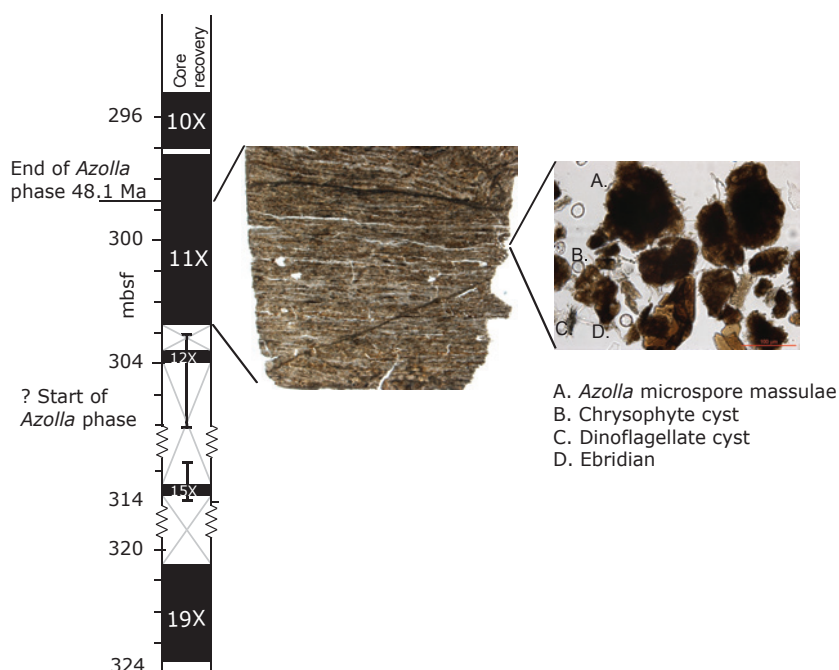 Core
recovery
296
10X
End of Azolla
phase 48.1 Ma
300
11X
mbsf
12X
304
? Start of
Azolla phase
15X
314
320
19X
324
A.
B.
C.
D.
A. Azolla microspore massulae
B. Chrysophyte cyst
C. Dinoflagellate cyst
D. Ebridian